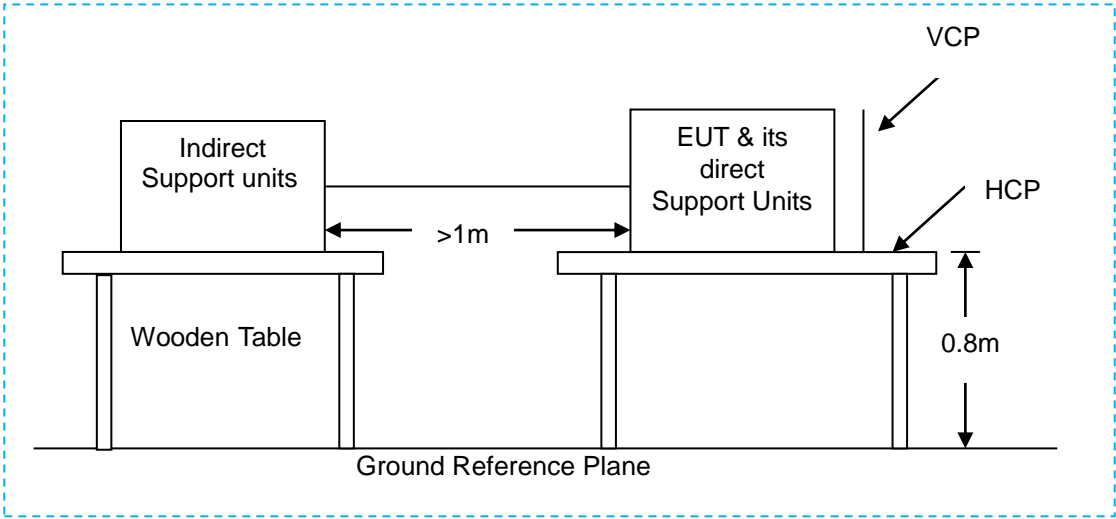 VCP
Indirect
Support units
EUT & its
direct
Support Units
HCP
>1m
Wooden Table
0.8m
Ground Reference Plane